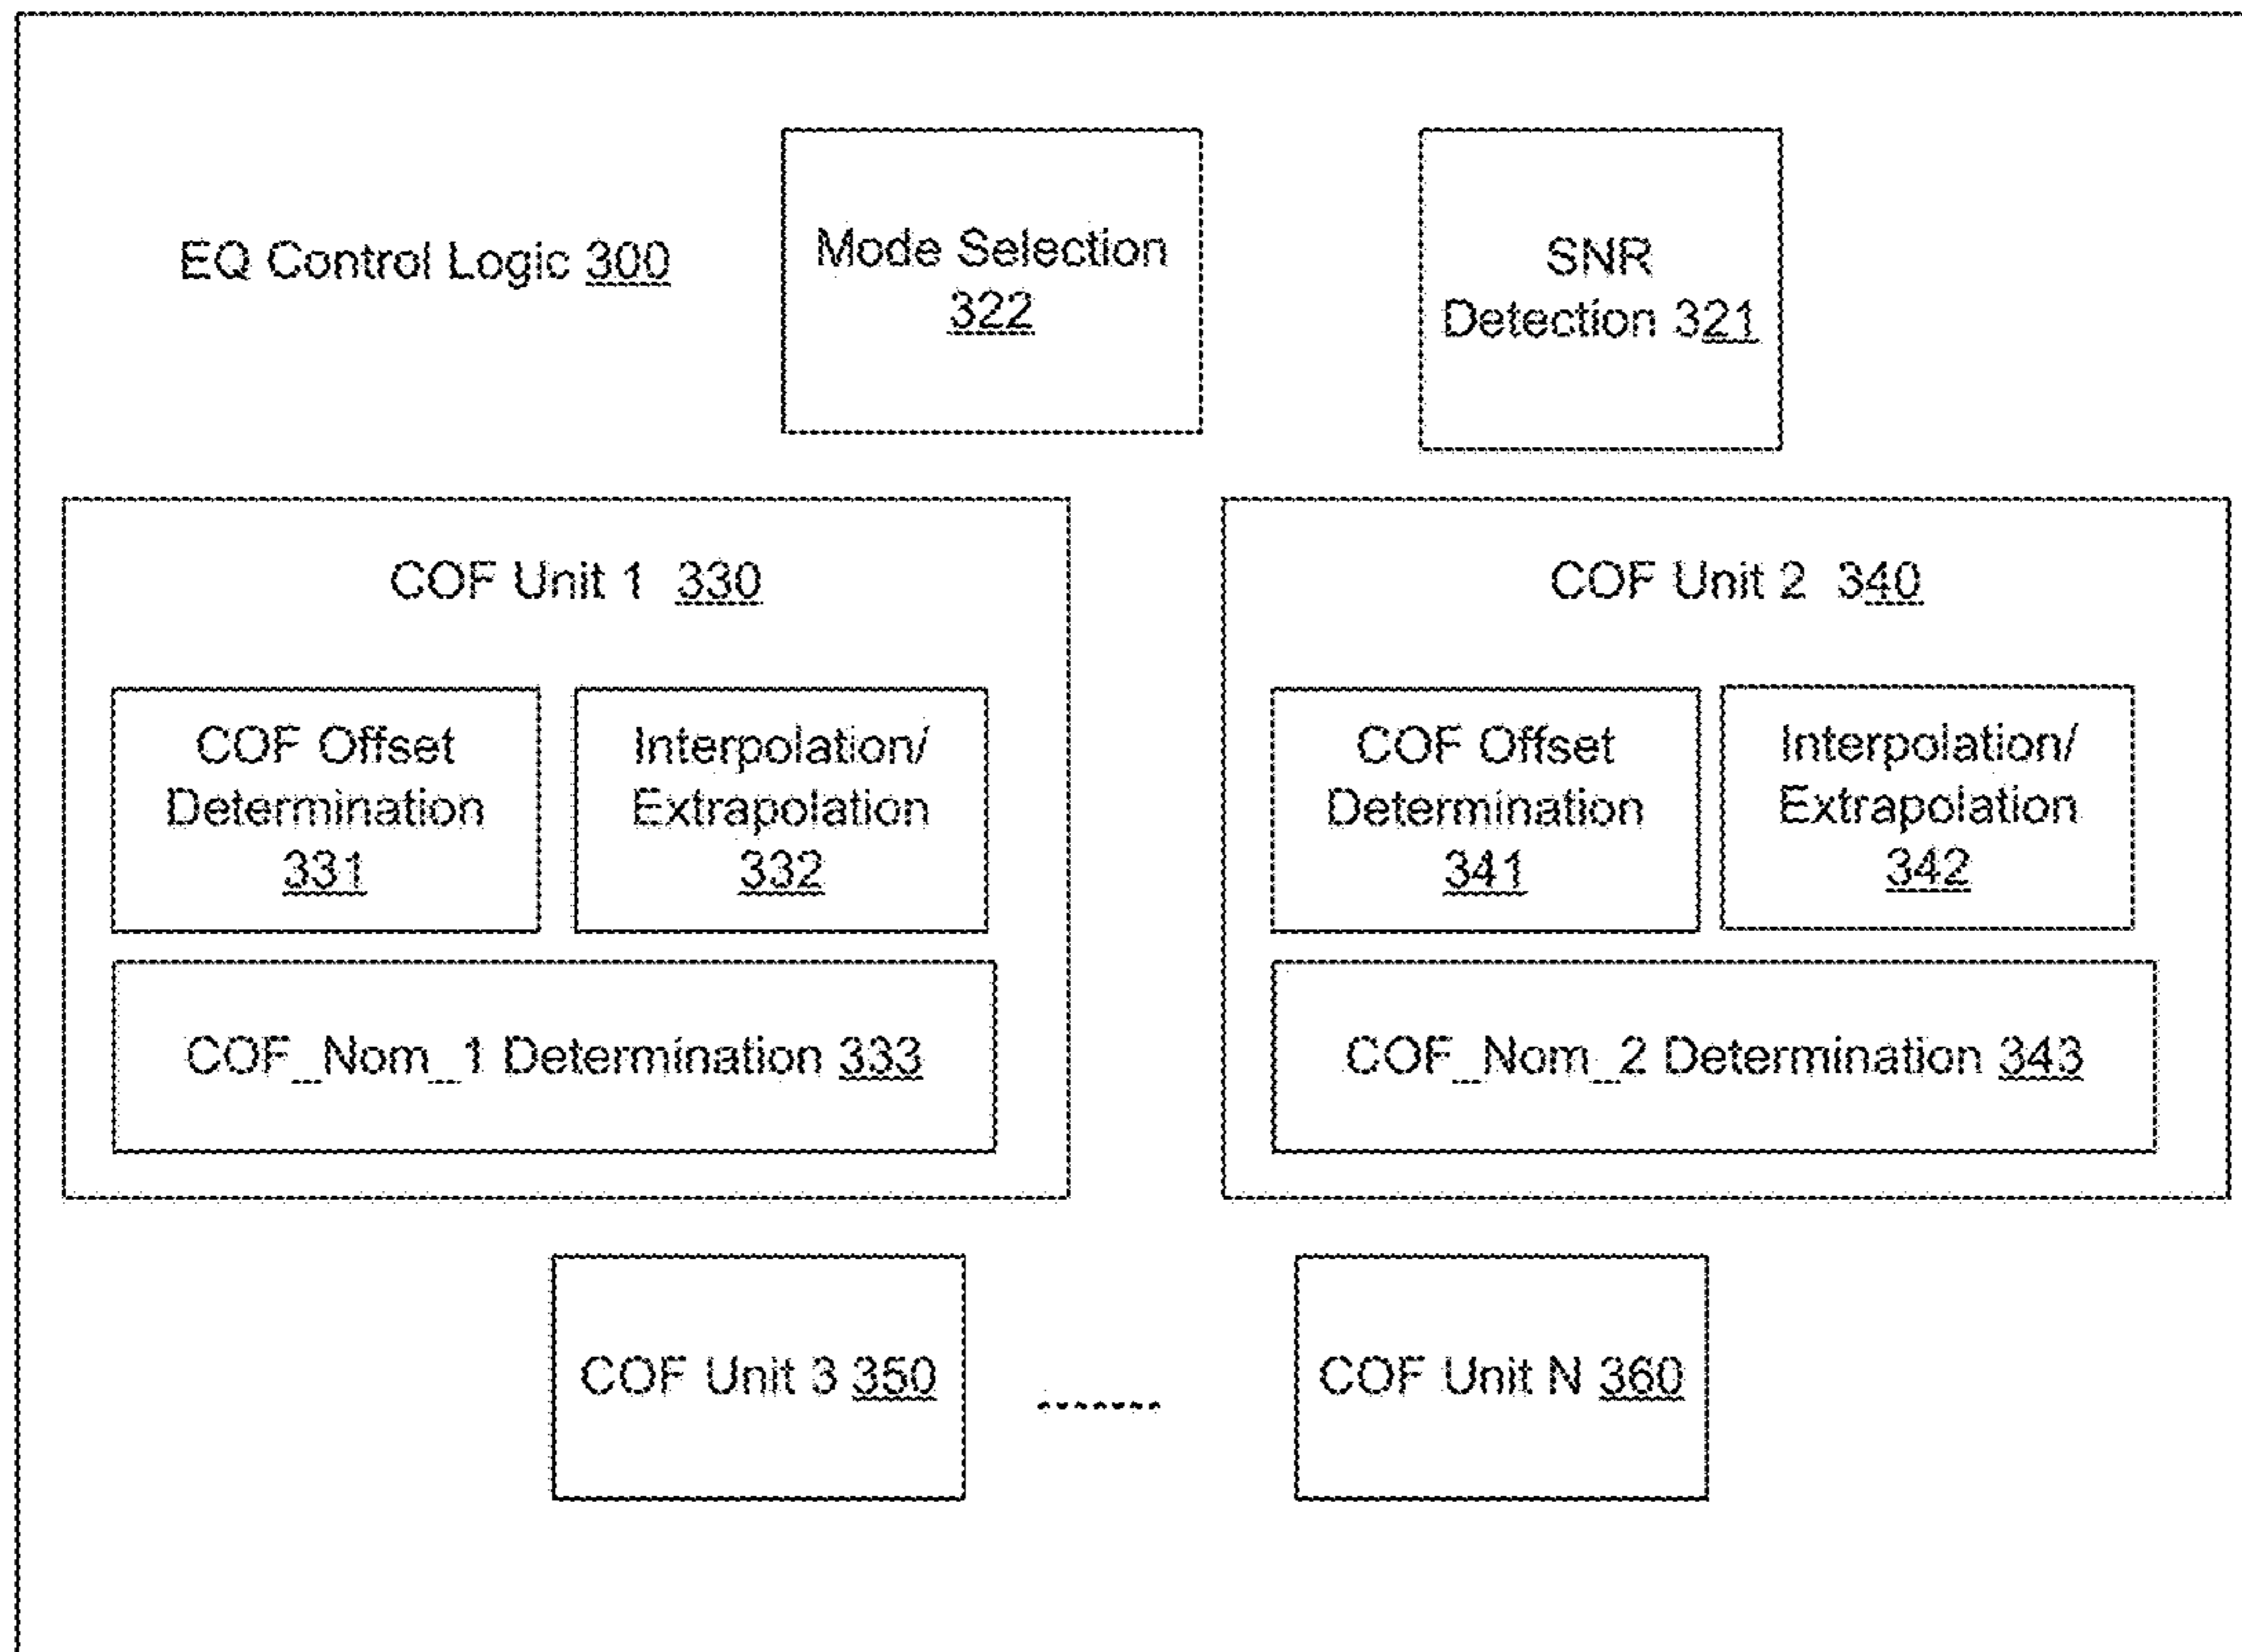 EQ Control Logic 300
Mode Selection
322
SNR
Detection 321
COF Unit 1 330
COF Offset
Determination
331
Interpolation/
Extrapolation
332
COF_Nom_1 Determination 333
COF Unit 2 340
COF Offset
Determination
341
Interpolation/
Extrapolation
342
COF_Nom_2 Determination 343
COF Unit 3 350
.......
COF Unit N 360